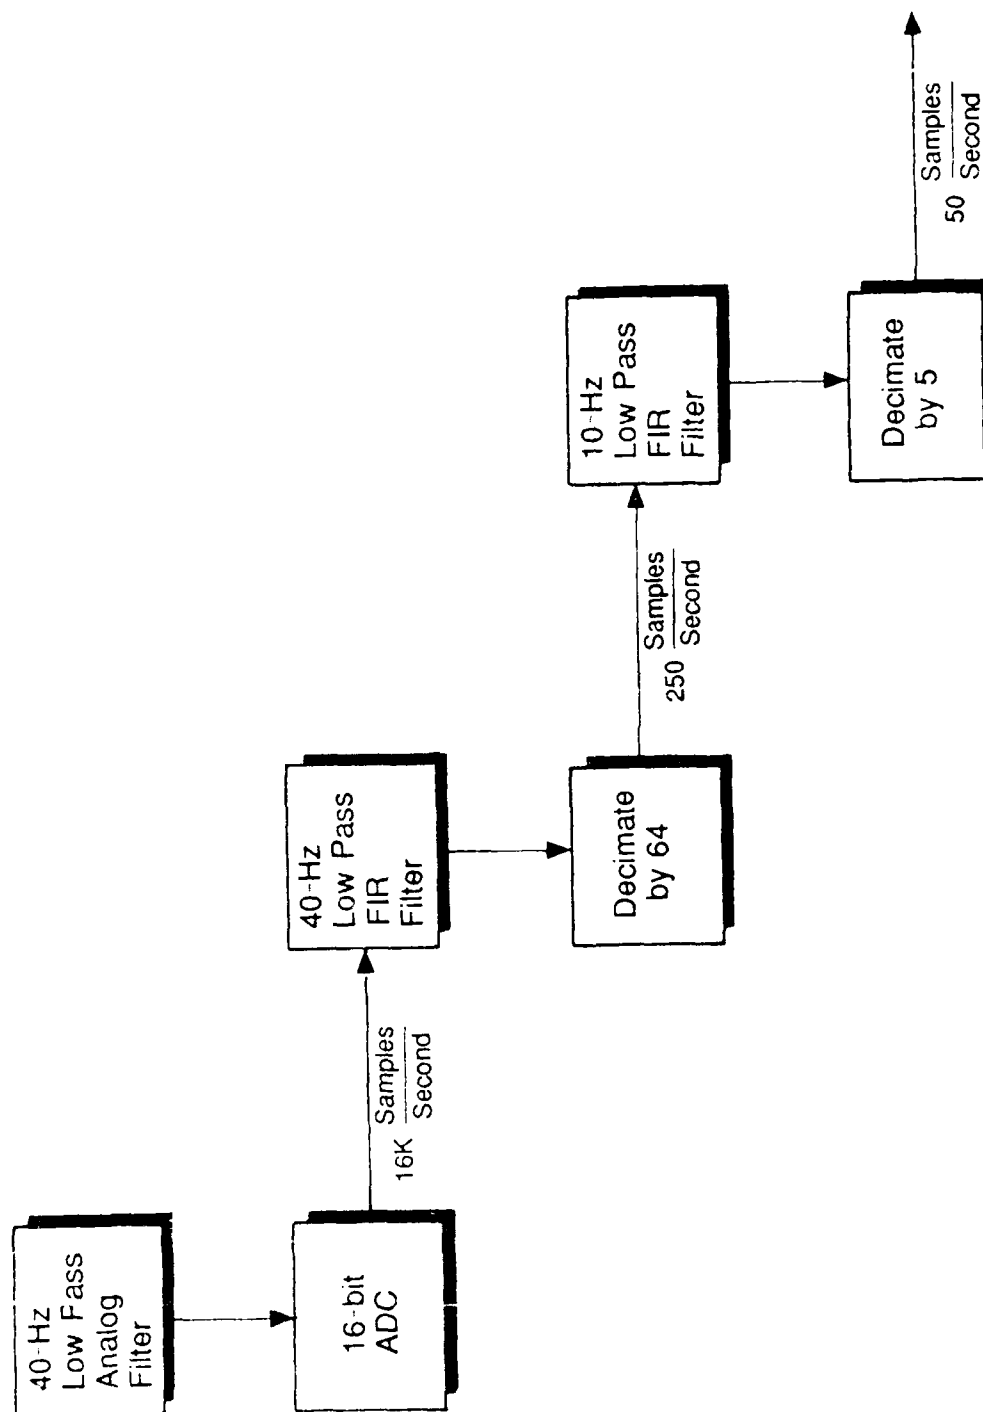 40-Hz
Low Pass
Analog
Filter
16-bit
ADC
16K Samples
Second
40-Hz
Low Pass
FIR
Filter
Decimate
by 64
250 Samples
Second
10-Hz
Low Pass
FIR
Filter
Decimate
by 5
50 Samples
Second